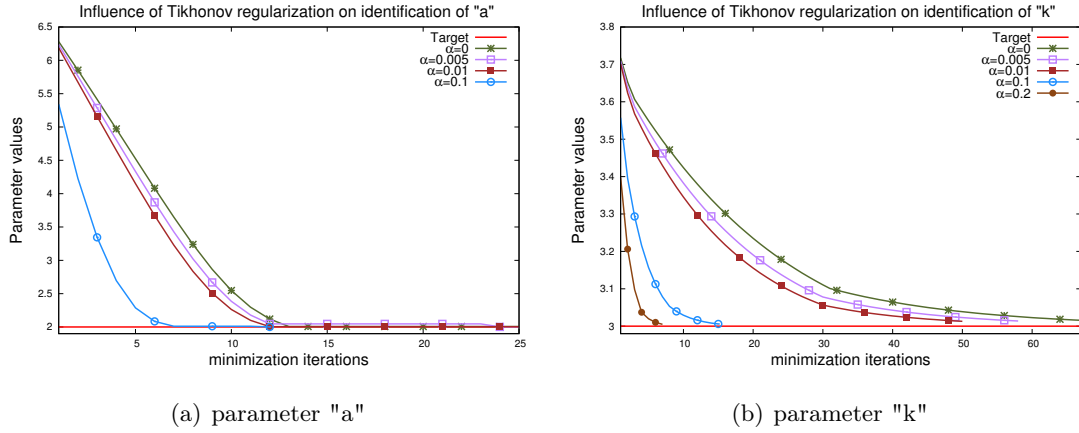 Influence of Tikhonov regularization on identification of "a"
Parameter values
6.5
6
5.5
5
4.5
4
3.5
3
2.5
2
5
10
15
20
25
minimization iterations
Target
α=0
α=0.005
α=0.01
α=0.1
(a) parameter "a"
Influence of Tikhonov regularization on identification of "k"
Parameter values
3.8
3.7
3.6
3.5
3.4
3.3
3.2
3.1
3
10
20
30
40
50
60
minimization iterations
Target
α=0
α=0.005
α=0.01
α=0.1
α=0.2
(b) parameter "k"